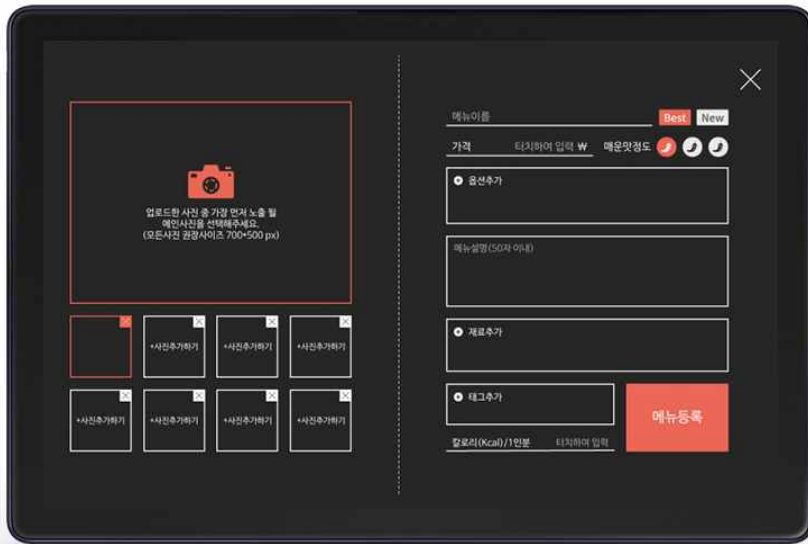 업로드한 사진 중 가장 먼저 노출 될
메인사진을 선택해주세요.
(모든사진 권장사이즈 700*500 px)
+사진추가하기
+사진추가하기
+사진추가하기
+사진추가하기
+사진추가하기
+사진추가하기
+사진추가하기
메뉴이름
Best
New
가격
터치하여 입력 ₩
매운맛정도
옵션추가
메뉴설명(50자 이내)
재료추가
태그추가
칼로리(Kcal)/1인분
터치하여 입력
메뉴등록